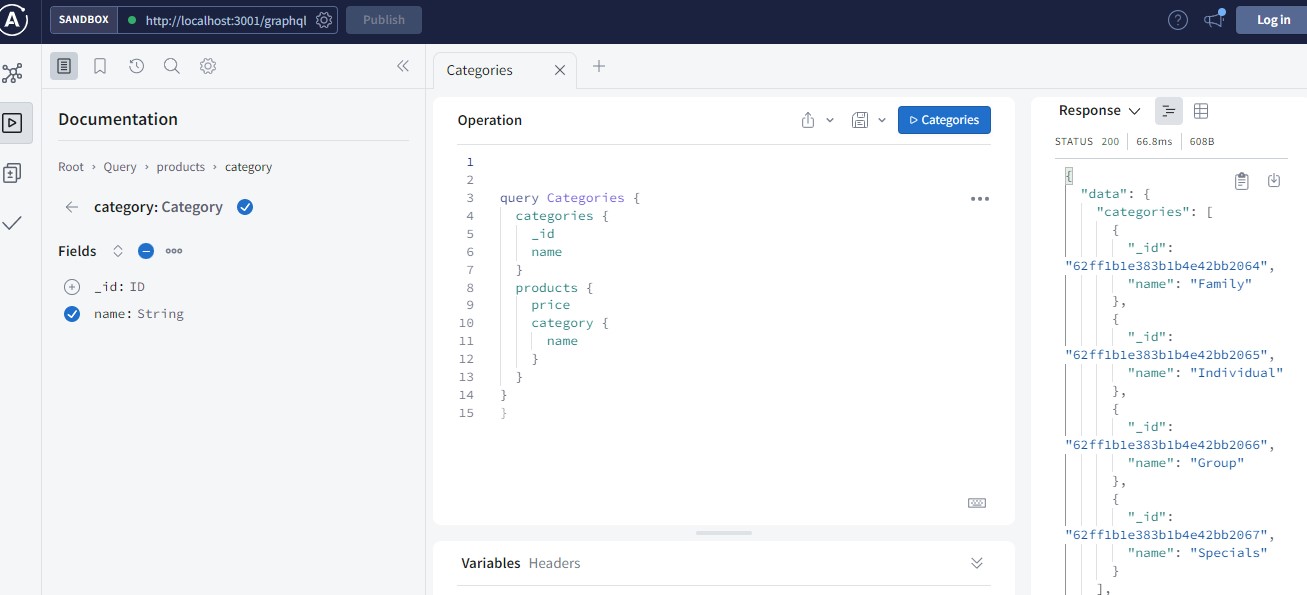 A
SANDBOX
http://localhost:3001/graphql
Publish
?
Log in
Documentation
Root › Query › products › category
category: Category
Fields
_id: ID
name: String
Categories
Operation
Categories
1
2
3 query Categories {
4 categories {
5 _id
6 name
7 }
8 products {
9 price
10 category {
11 name
12 }
13 }
14 }
15 }
Variables Headers
Response
STATUS 200 66.8ms 608B
{
"data": {
"categories": [
{
"_id":
"62ff1b1e383b1b4e42bb2064",
"name": "Family"
},
{
"_id":
"62ff1b1e383b1b4e42bb2065",
"name": "Individual"
},
{
"_id":
"62ff1b1e383b1b4e42bb2066",
"name": "Group"
},
{
"_id":
"62ff1b1e383b1b4e42bb2067",
"name": "Specials"
}
],